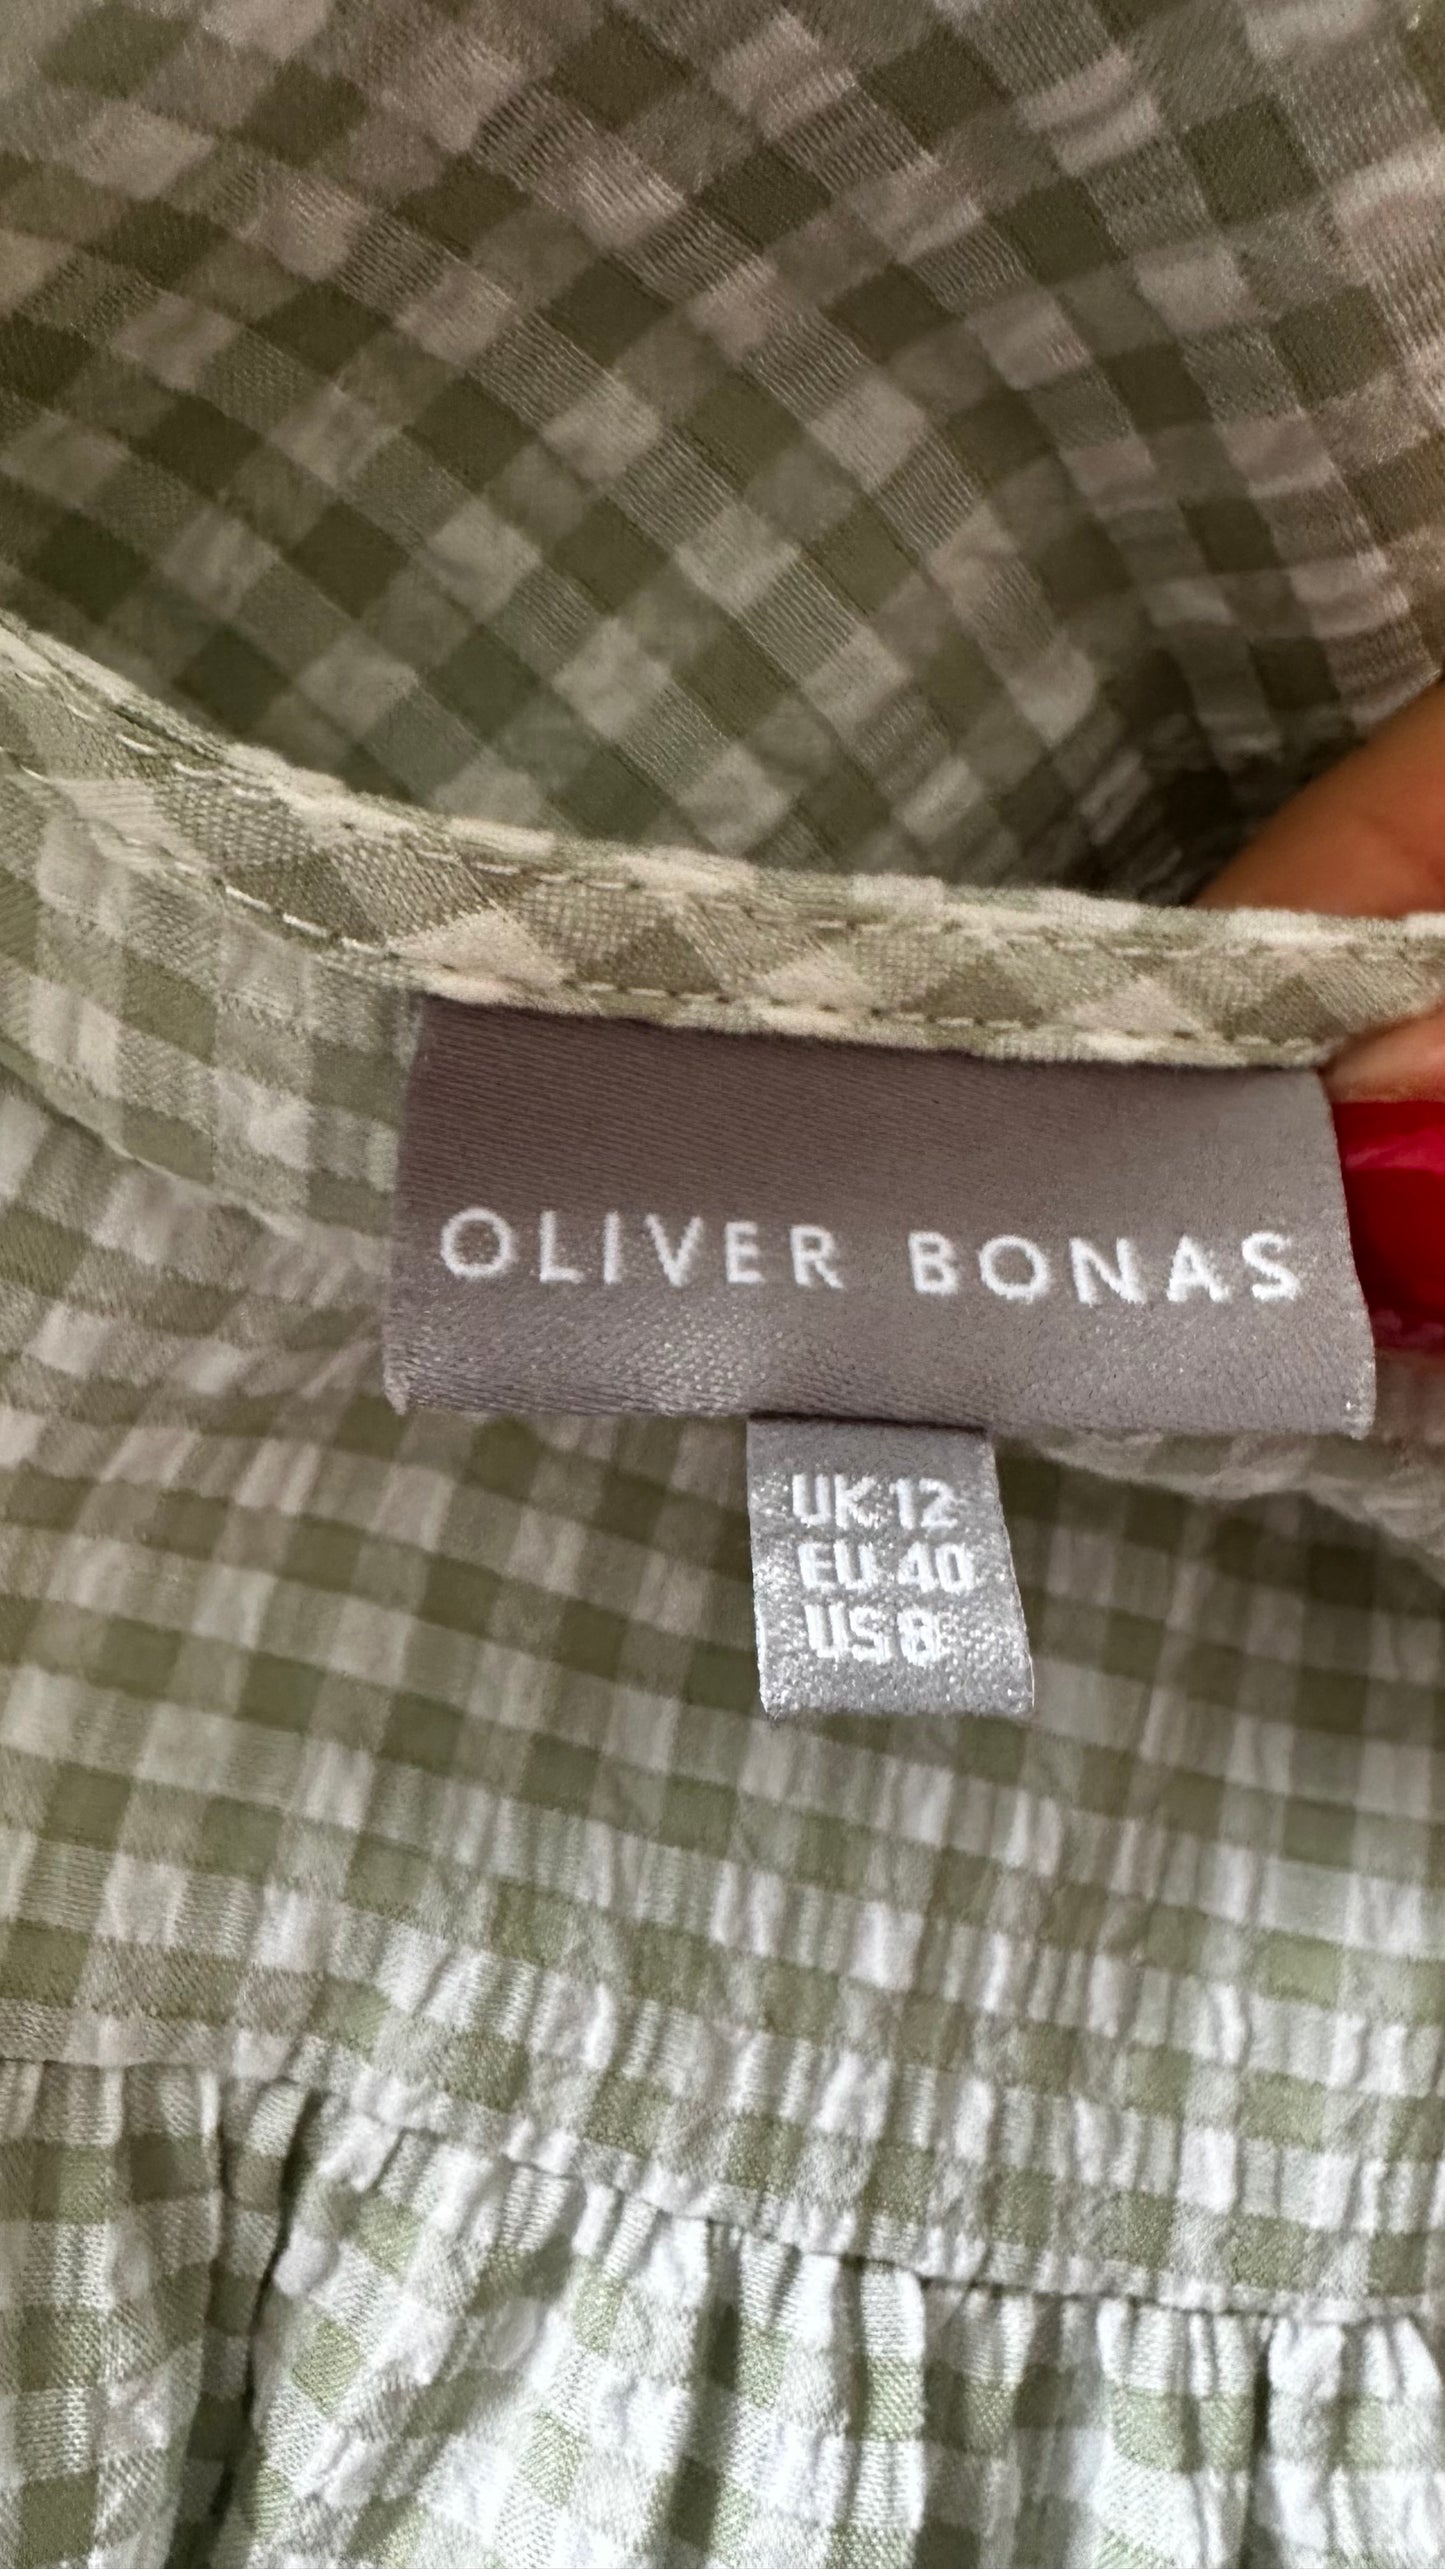 OLIVER BONAS
UK 12
EU 40
US 8